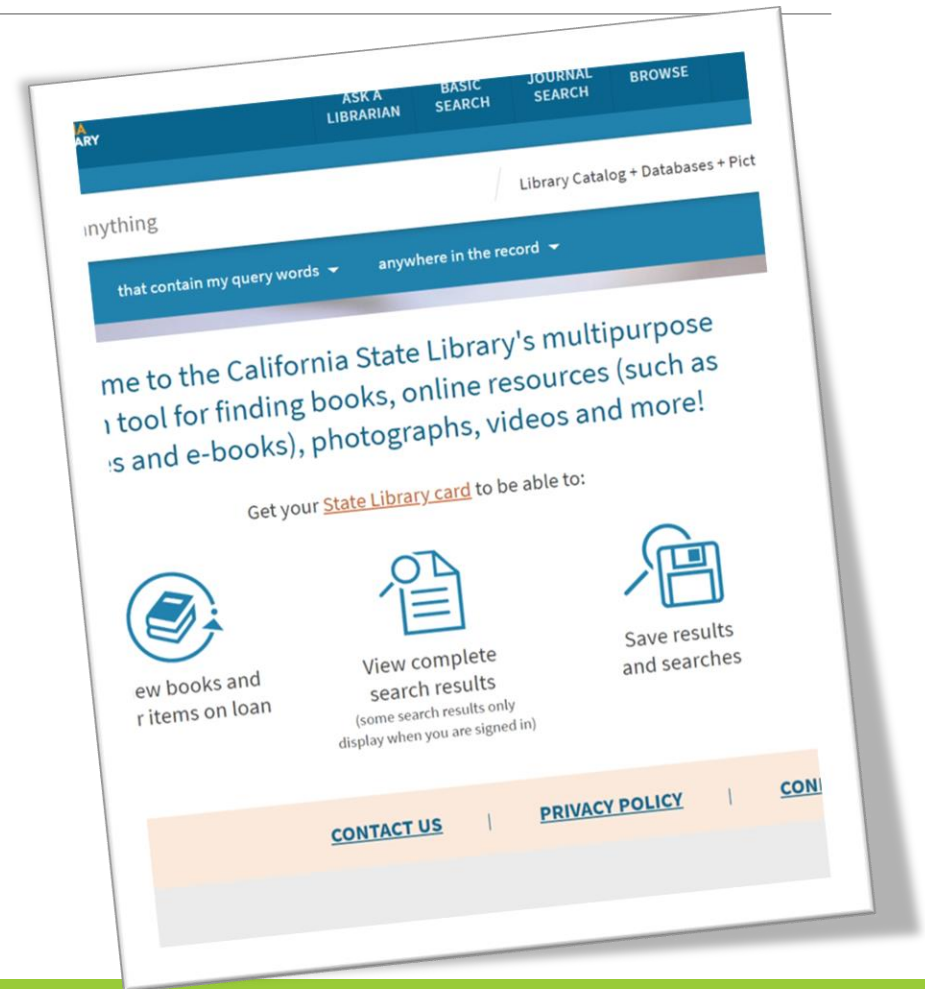 ASK A
LIBRARIAN
BASIC
SEARCH
JOURNAL
SEARCH
BROWSE
IA
ARY
nything
Library Catalog + Databases + Pict
that contain my query words
anywhere in the record
me to the California State Library's multipurpose
tool for finding books, online resources (such as
s and e-books), photographs, videos and more!
Get your State Library card to be able to:
ew books and
r items on loan
View complete
search results
(some search results only
display when you are signed in)
Save results
and searches
CONTACT US | PRIVACY POLICY | CON